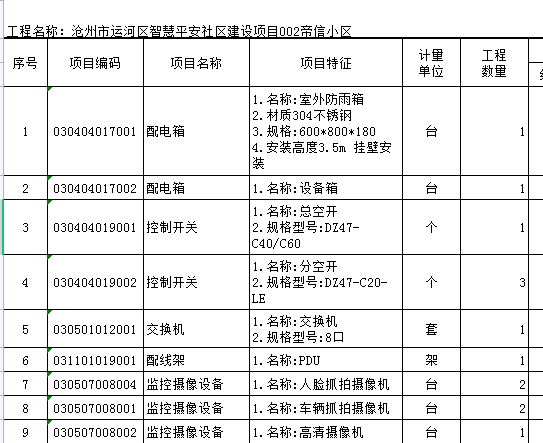 工程名称：沧州市运河区智慧平安社区建设项目002帝信小区
序号 项目编码 项目名称 项目特征 计量单位 工程数量
1 030404017001 配电箱 1.名称:室外防雨箱
2.材质304不锈钢
3.规格:600*800*180
4.安装高度3.5m 挂壁安装 台 1
2 030404017002 配电箱 1.名称:设备箱 台 1
3 030404019001 控制开关 1.名称:总空开
2.规格型号:DZ47-C40/C60 个 1
4 030404019002 控制开关 1.名称:分空开
2.规格型号:DZ47-C20-LE 个 3
5 030501012001 交换机 1.名称:交换机
2.规格型号:8口 套 1
6 031101019001 配线架 1.名称:PDU 架 1
7 030507008004 监控摄像设备 1.名称:人脸抓拍摄像机 台 2
8 030507008001 监控摄像设备 1.名称:车辆抓拍摄像机 台 2
9 030507008002 监控摄像设备 1.名称:高清摄像机 台 1